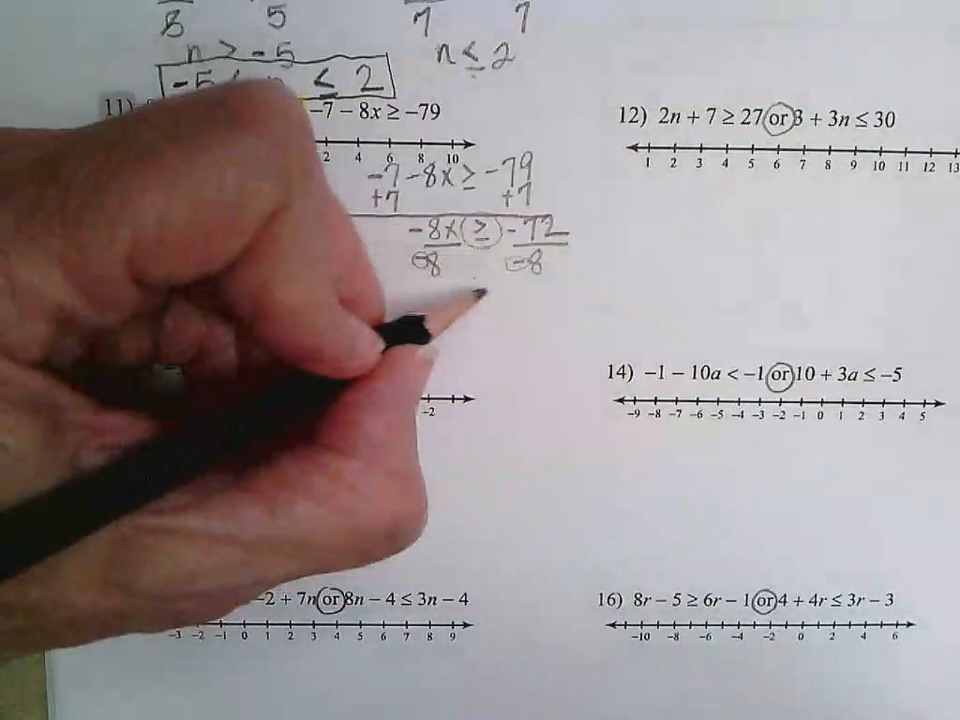 8 5 7 7
n > -5 n ≤ 2
-5 ≤ 2
11) -7 − 8x ≥ −79
2 4 6 8 10
-7 -8x ≥ -79
+7 +7
-8x ≥ -72
-8 -8
12) 2n + 7 ≥ 27 or 3 + 3n ≤ 30
1 2 3 4 5 6 7 8 9 10 11 12 13
-2
14) −1 − 10a < −1 or 10 + 3a ≤ −5
-9 -8 -7 -6 -5 -4 -3 -2 -1 0 1 2 3 4 5
-2 + 7n or 8n − 4 ≤ 3n − 4
-3 -2 -1 0 1 2 3 4 5 6 7 8 9
16) 8r − 5 ≥ 6r − 1 or 4 + 4r ≤ 3r − 3
-10 -8 -6 -4 -2 0 2 4 6